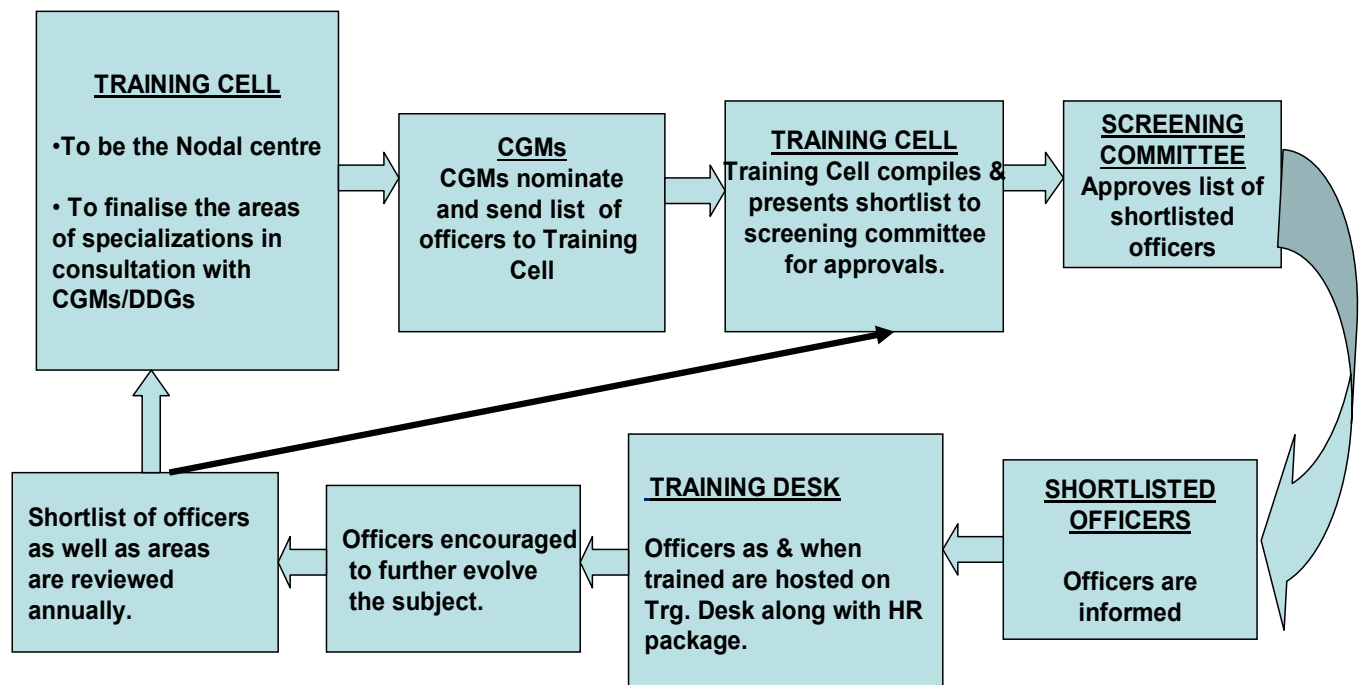 TRAINING CELL
•To be the Nodal centre
• To finalise the areas
of specializations in
consultation with
CGMs/DDGs
CGMs
CGMs nominate
and send list of
officers to Training
Cell
TRAINING CELL
Training Cell compiles &
presents shortlist to
screening committee
for approvals.
SCREENING
COMMITTEE
Approves list of
shortlisted
officers
SHORTLISTED
OFFICERS
Officers are
informed
TRAINING DESK
Officers as & when
trained are hosted on
Trg. Desk along with HR
package.
Officers encouraged
to further evolve
the subject.
Shortlist of officers
as well as areas
are reviewed
annually.